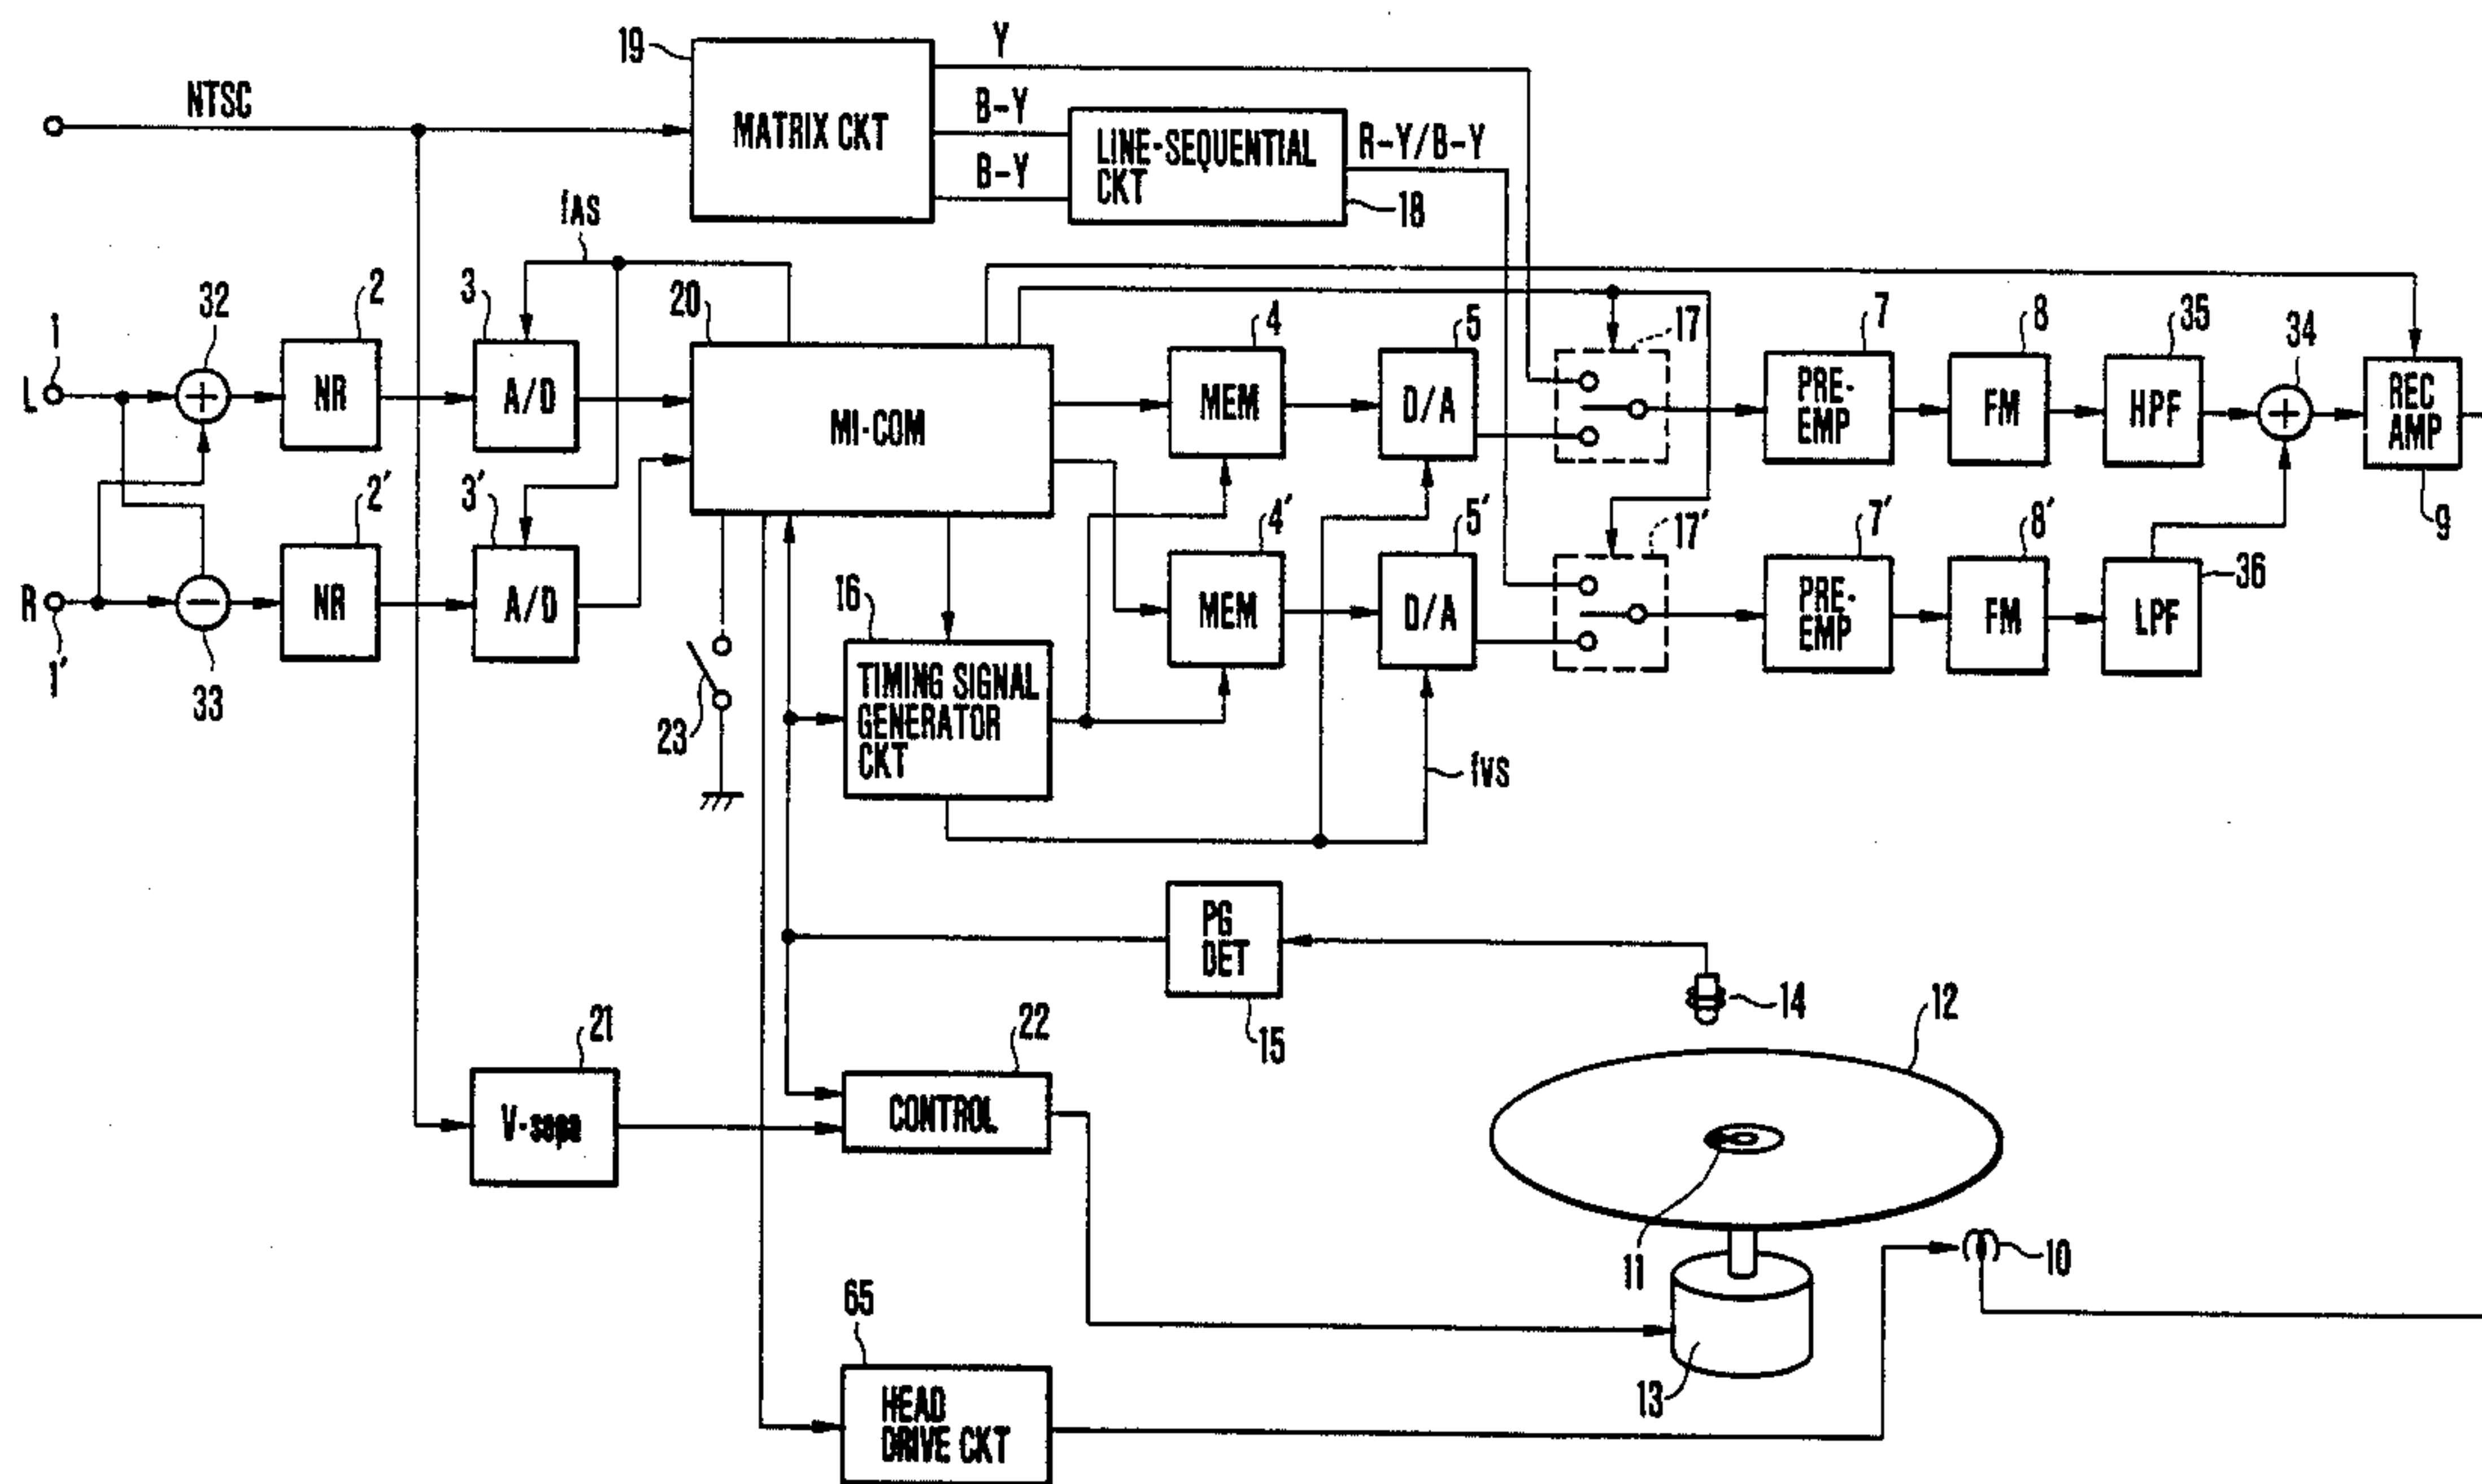 19
Y
NTSC
MATRIX CKT
B-Y
B-Y
LINE-SEQUENTIAL
CKT
R-Y/B-Y
18
fAS
1
L
32
2
NR
3
A/D
20
MI-COM
4
MEM
5
D/A
17
7
PRE-
EMP
8
FM
35
HPF
34
REC
AMP
9
R
1'
33
2'
NR
3'
A/D
23
16
TIMING SIGNAL
GENERATOR
CKT
4'
MEM
5'
D/A
17'
7'
PRE-
EMP
8'
FM
LPF
36
fVS
PG
DET
15
14
12
21
V-sepa
22
CONTROL
11
10
13
65
HEAD
DRIVE CKT